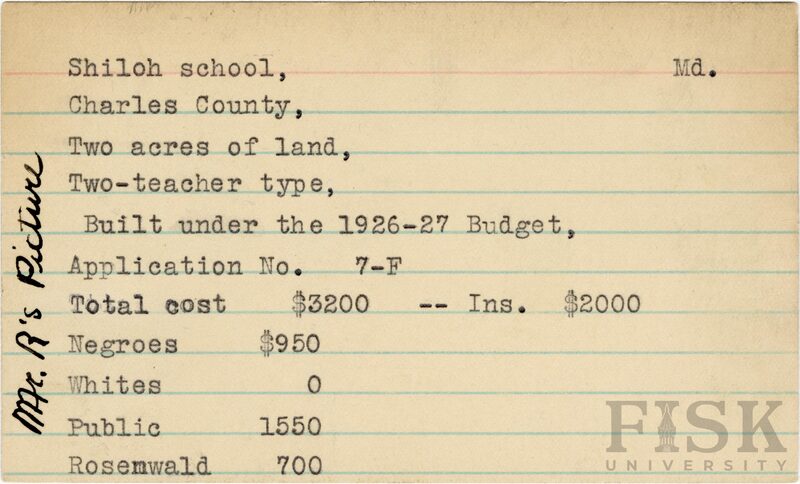 Shiloh school, Md.
Charles County,
Two acres of land,
Two-teacher type,
Built under the 1926-27 Budget,
Application No. 7-F
Total cost $3200 -- Ins. $2000
Negroes $950
Whites 0
Public 1550
Rosenwald 700
Mr. R's Picture
FISK
UNIVERSITY